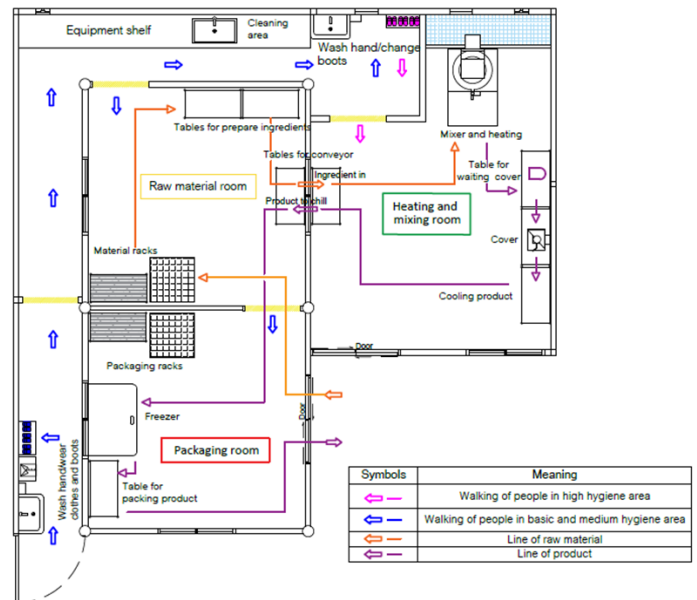 Equipment shelf
Cleaning
area
Wash hand/change
boots
Tables for prepare ingredients
Mixer and heating
Tables for conveyor
Table for
waiting cover
Ingredient in
Raw material room
Product to chill
Heating and
mixing room
Cover
Material racks
Cooling product
Door
Packaging racks
Freezer
Door
Packaging room
Wash hand/wear
clothes and boots
Table for
packing product
Symbols Meaning
Walking of people in high hygiene area
Walking of people in basic and medium hygiene area
Line of raw material
Line of product